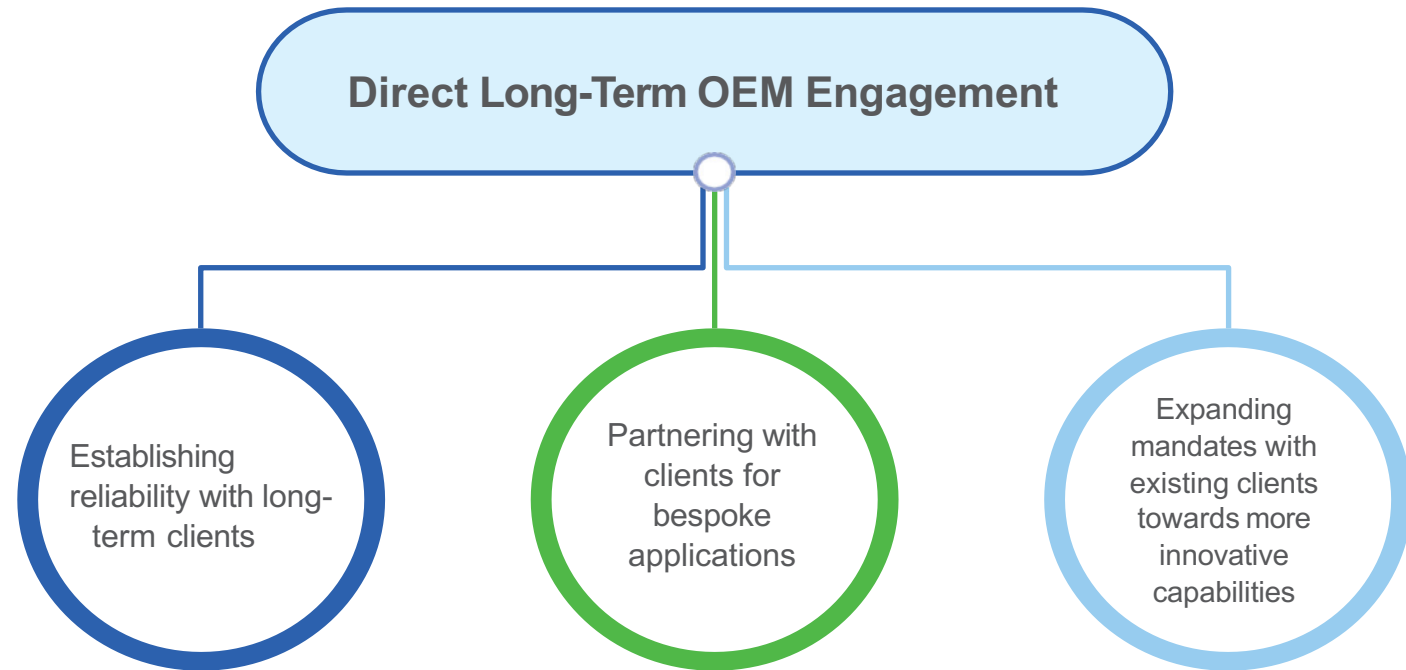 Direct Long-Term OEM Engagement
Establishing
reliability with long-
term clients
Partnering with
clients for
bespoke
applications
Expanding
mandates with
existing clients
towards more
innovative
capabilities